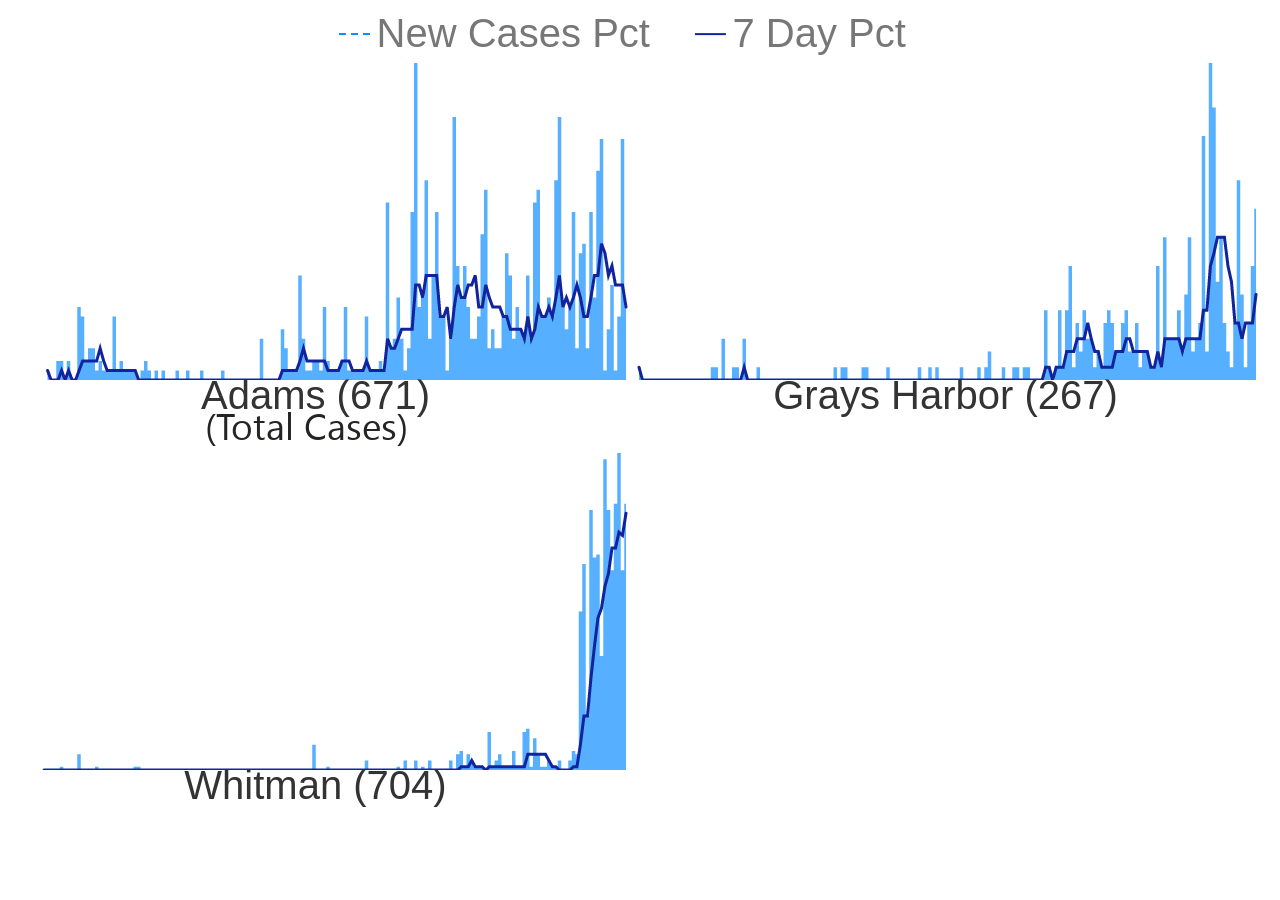 New Cases Pct 7 Day Pct
Adams (671)
(Total Cases)
Grays Harbor (267)
Whitman (704)